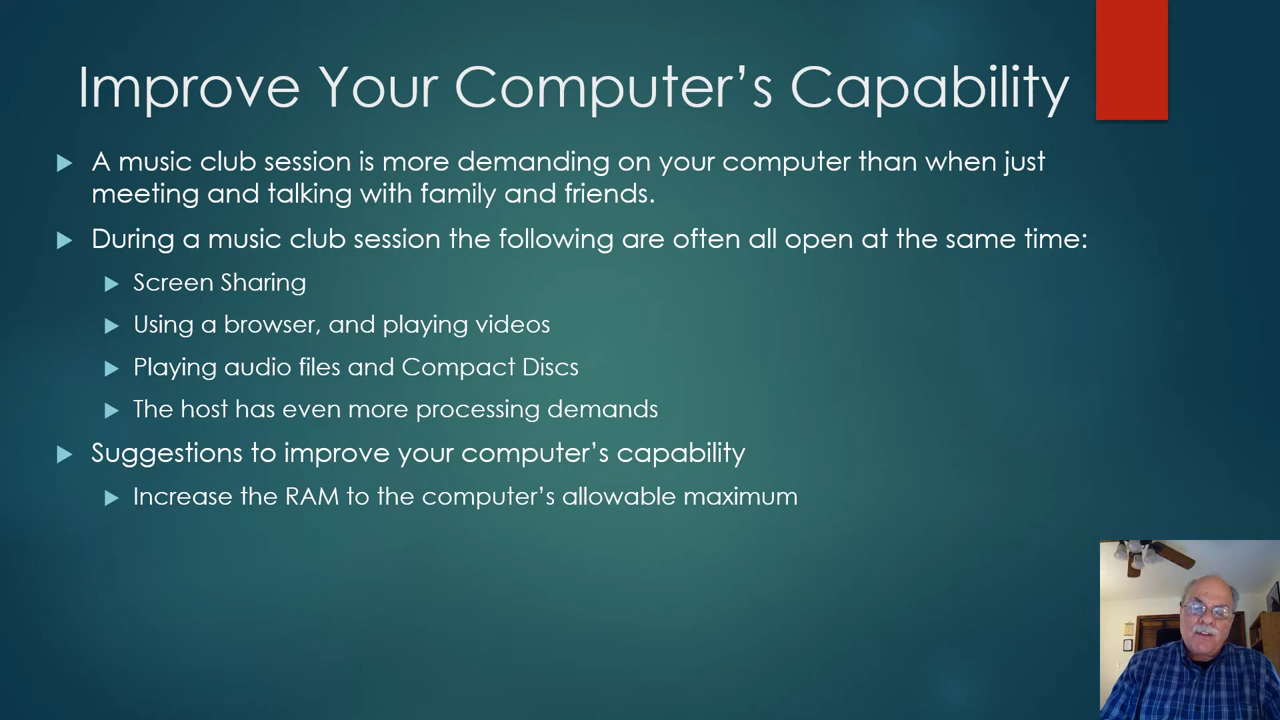 Improve Your Computer’s Capability
A music club session is more demanding on your computer than when just
meeting and talking with family and friends.
During a music club session the following are often all open at the same time:
Screen Sharing
Using a browser, and playing videos
Playing audio files and Compact Discs
The host has even more processing demands
Suggestions to improve your computer’s capability
Increase the RAM to the computer’s allowable maximum